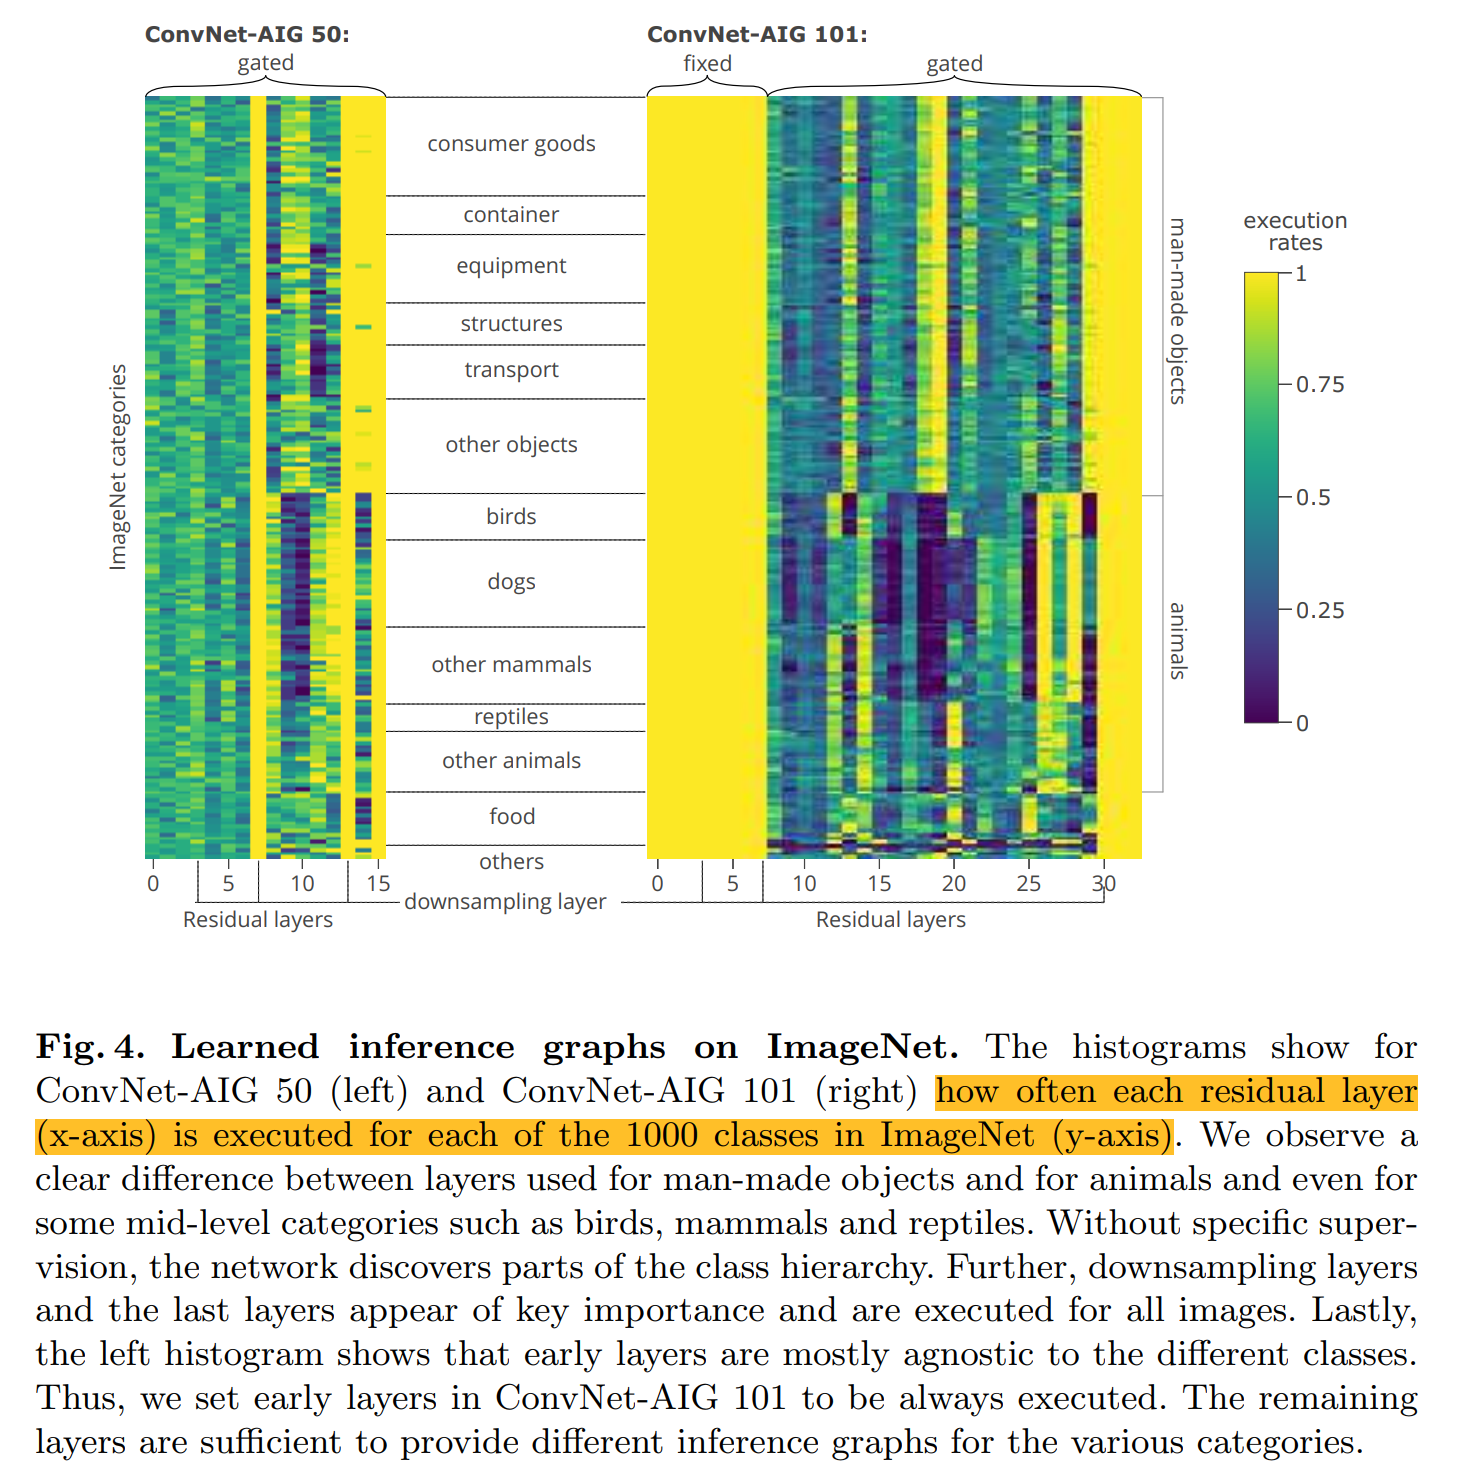 ConvNet-AIG 50:
gated
ConvNet-AIG 101:
fixed
gated
ImageNet categories
consumer goods
container
equipment
structures
transport
other objects
birds
dogs
other mammals
reptiles
other animals
food
others
man-made objects
animals
execution
rates
1
0.75
0.5
0.25
0
0 5 10 15
0 5 10 15 20 25 30
downsampling layer
Residual layers
Residual layers
Fig. 4. Learned inference graphs on ImageNet. The histograms show for
ConvNet-AIG 50 (left) and ConvNet-AIG 101 (right) how often each residual layer
(x-axis) is executed for each of the 1000 classes in ImageNet (y-axis). We observe a
clear difference between layers used for man-made objects and for animals and even for
some mid-level categories such as birds, mammals and reptiles. Without specific super-
vision, the network discovers parts of the class hierarchy. Further, downsampling layers
and the last layers appear of key importance and are executed for all images. Lastly,
the left histogram shows that early layers are mostly agnostic to the different classes.
Thus, we set early layers in ConvNet-AIG 101 to be always executed. The remaining
layers are sufficient to provide different inference graphs for the various categories.